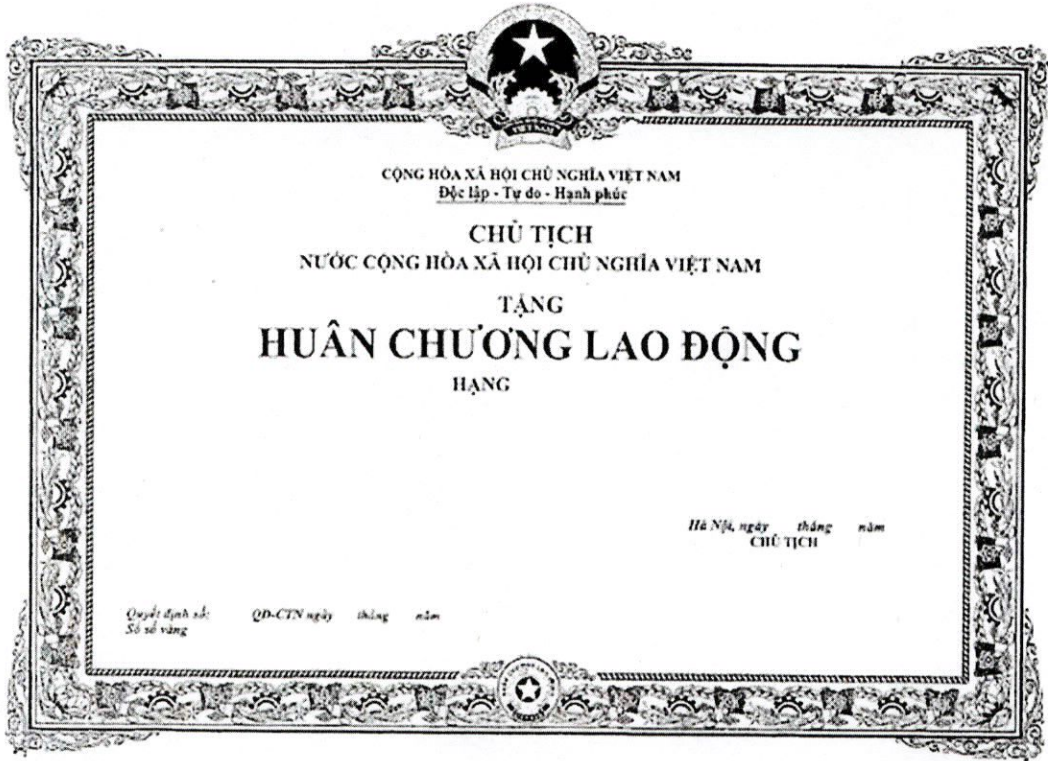 VIỆT NAM
CỘNG HÒA XÃ HỘI CHỦ NGHĨA VIỆT NAM
Độc lập - Tự do - Hạnh phúc
CHỦ TỊCH
NƯỚC CỘNG HÒA XÃ HỘI CHỦ NGHĨA VIỆT NAM
TẶNG
HUÂN CHƯƠNG LAO ĐỘNG
HẠNG
Hà Nội, ngày tháng năm
CHỦ TỊCH
Quyết định số: QĐ-CTN ngày tháng năm
Số sổ vàng